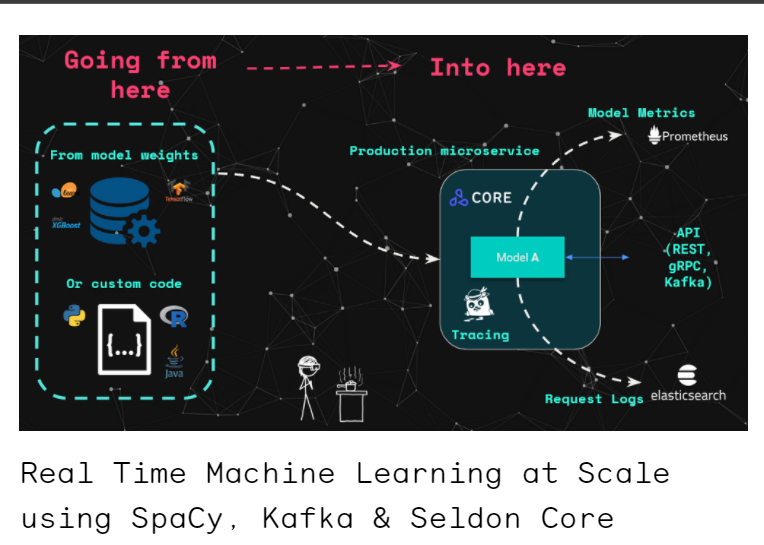 Going from
here
Into here
Model Metrics
Prometheus
From model weights
Production microservice
learn
TensorFlow
XGBoost
CORE
Model A
API
(REST,
gRPC,
Kafka)
Or custom code
{...}
R
Java
Tracing
Request Logs
elasticsearch
Real Time Machine Learning at Scale
using SpaCy, Kafka & Seldon Core